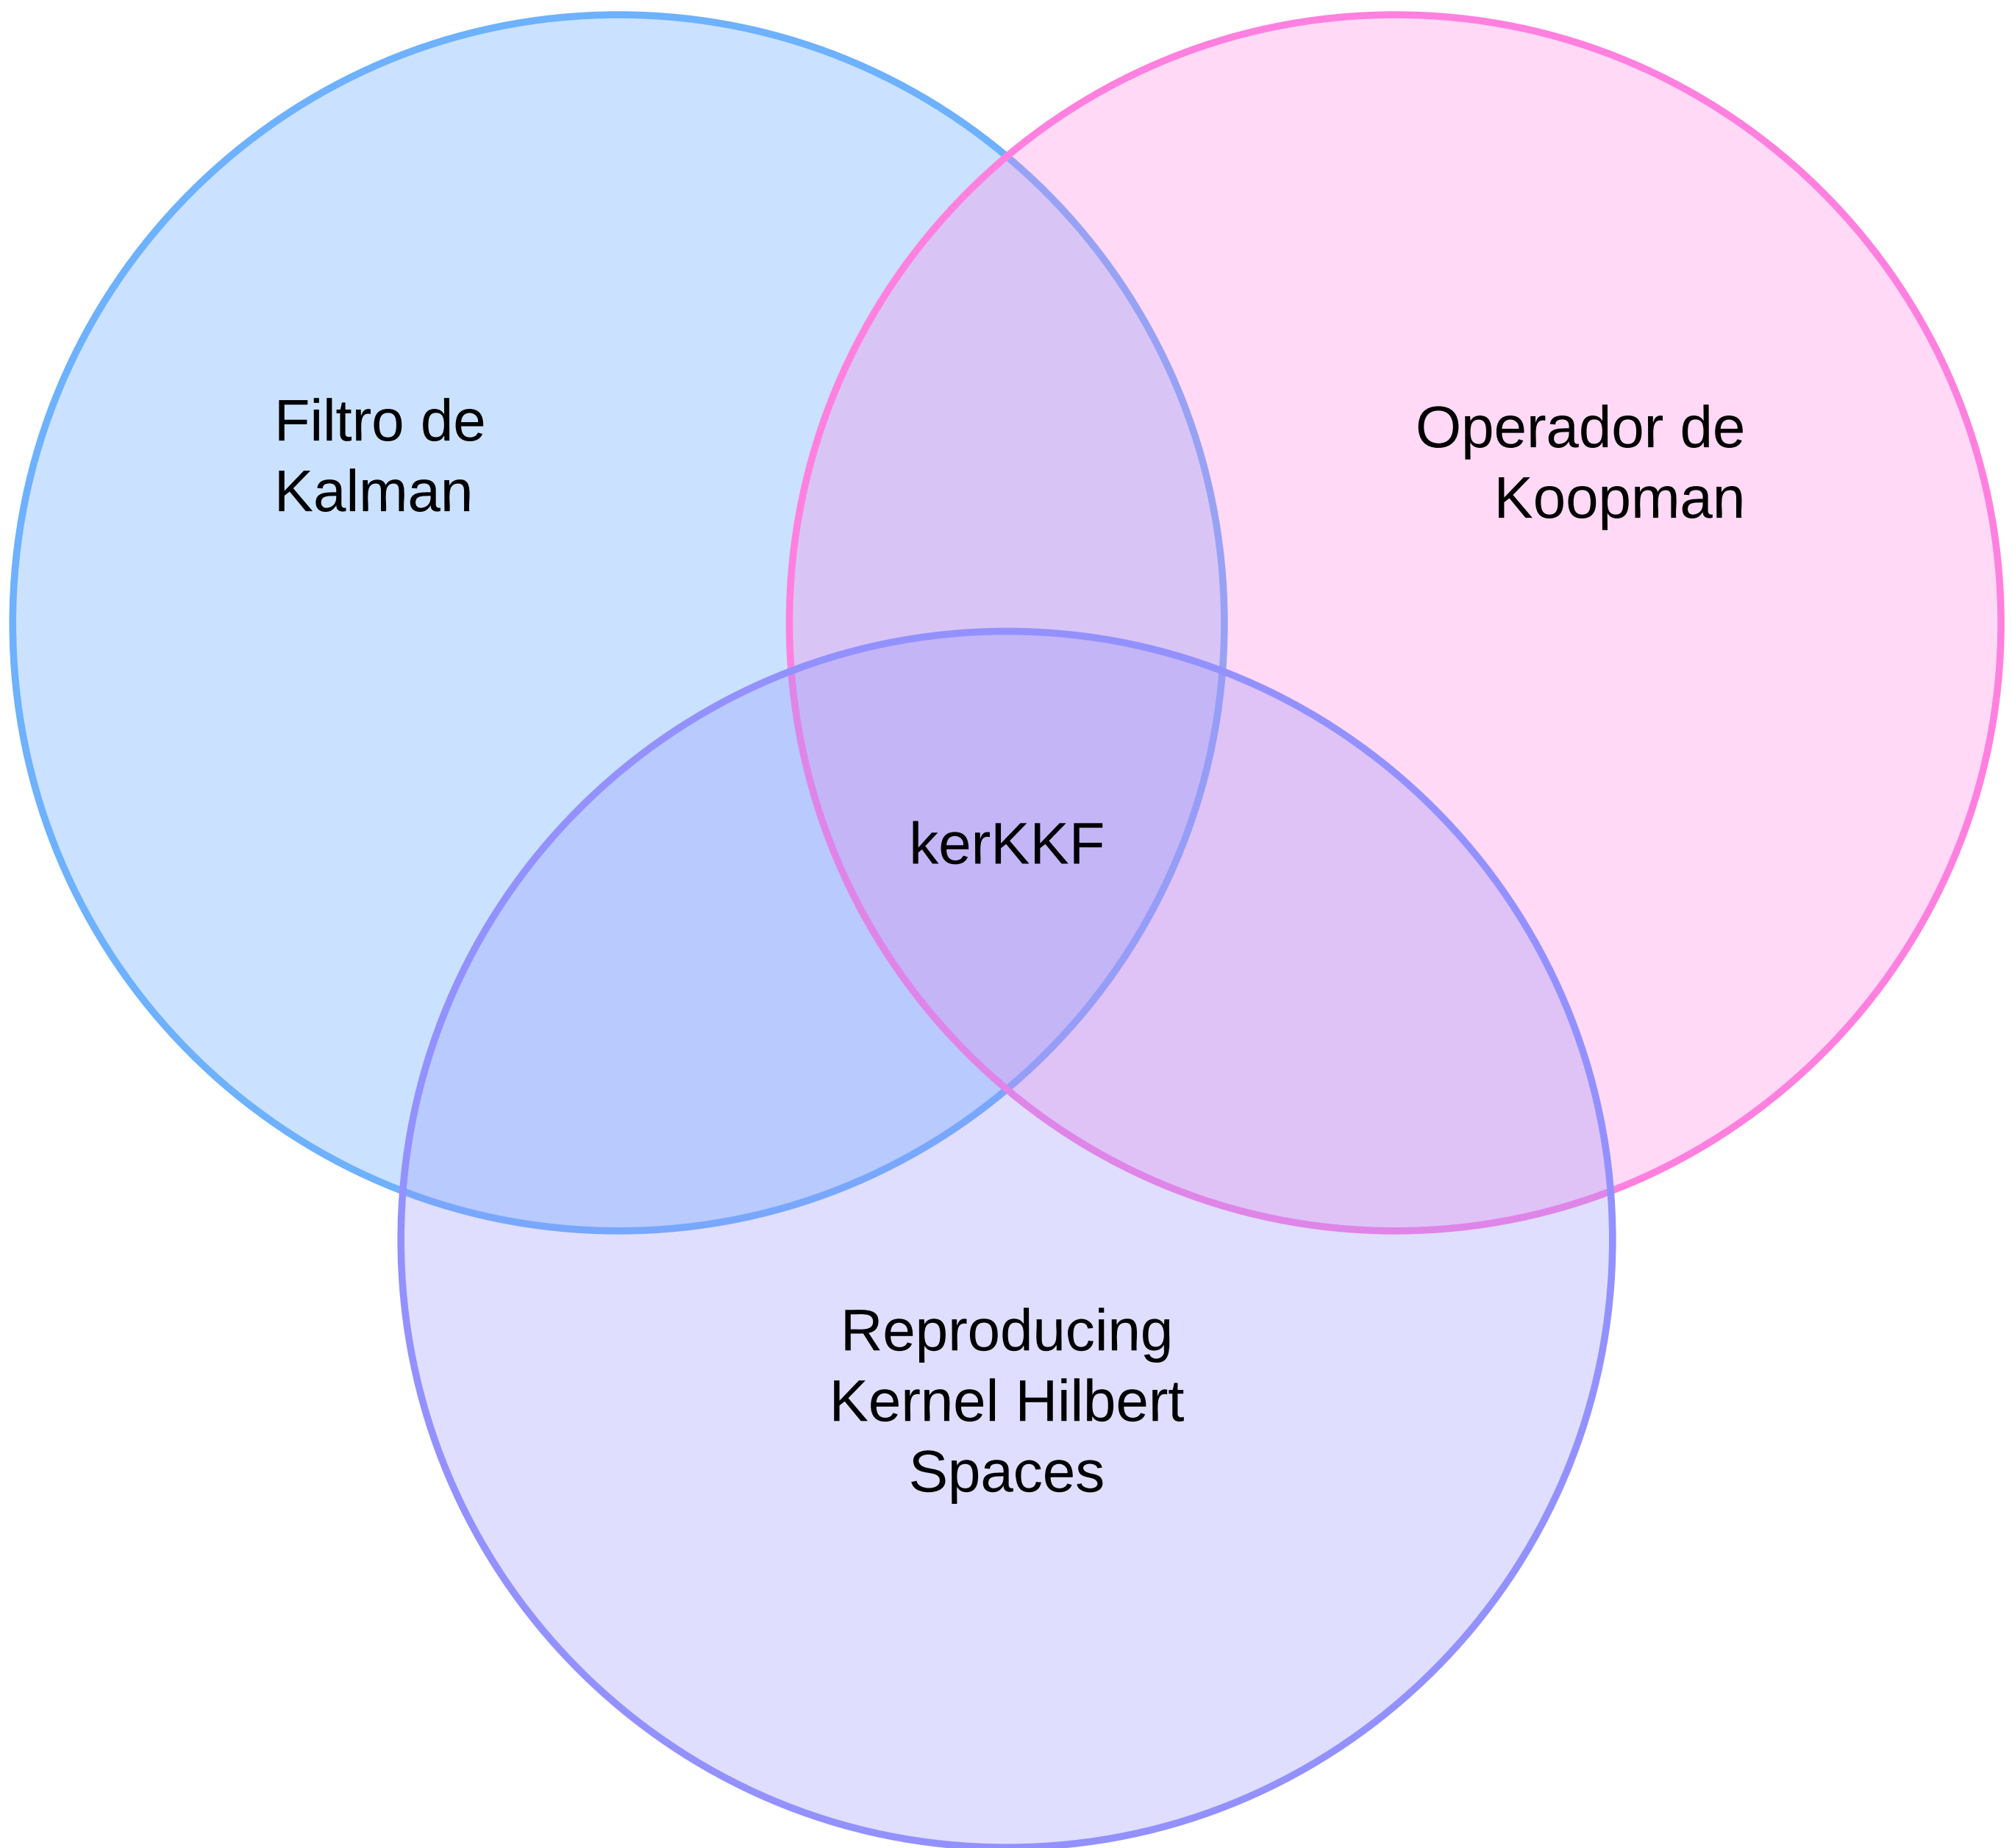 Filtro de
Kalman
Operador de
Koopman
kerKKF
Reproducing
Kernel Hilbert
Spaces